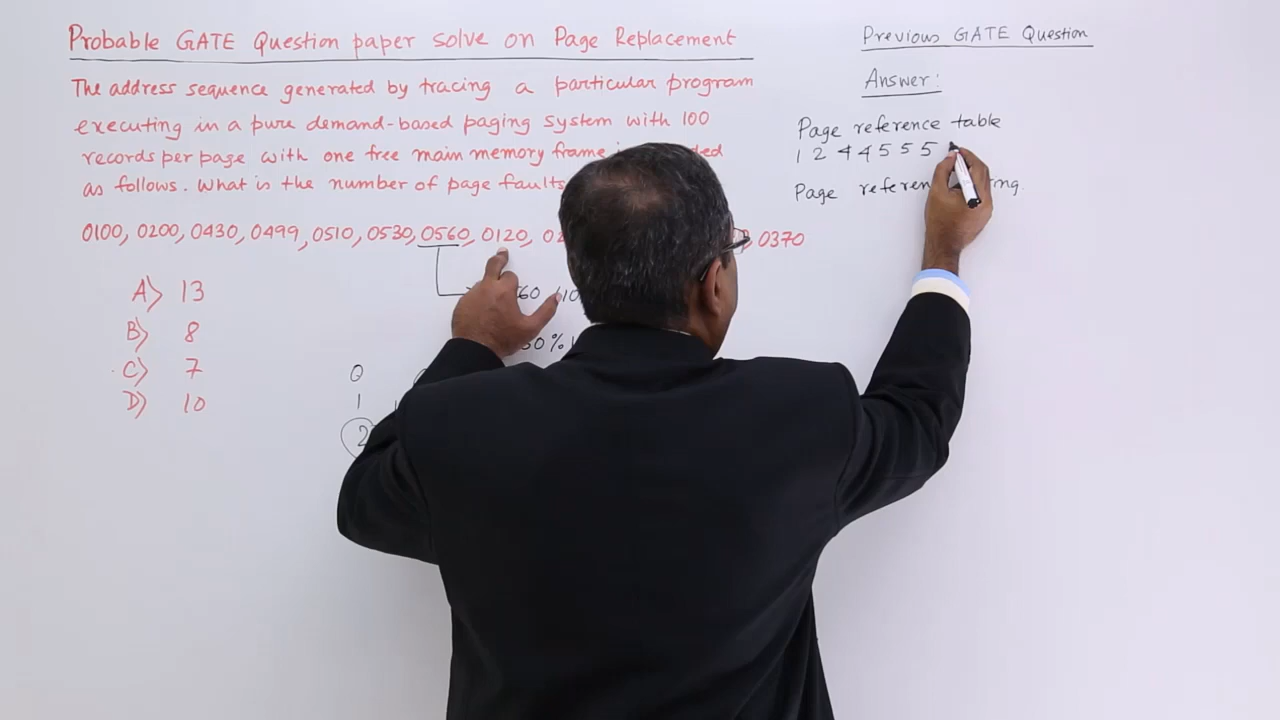 Probable GATE Question paper solve on Page Replacement
Previous GATE Question
The address sequence generated by tracing a particular program
Answer:
executing in a pure demand-based paging system with 100
Page reference table
records per page with one free main memory frame
1 2 4 4 5 5 5
as follows. What is the number of page faults
Page
0100, 0200, 0430, 0499, 0510, 0530, 0560, 0120, 0370
A) 13
B) 8
C) 7
D) 10
0
1
2